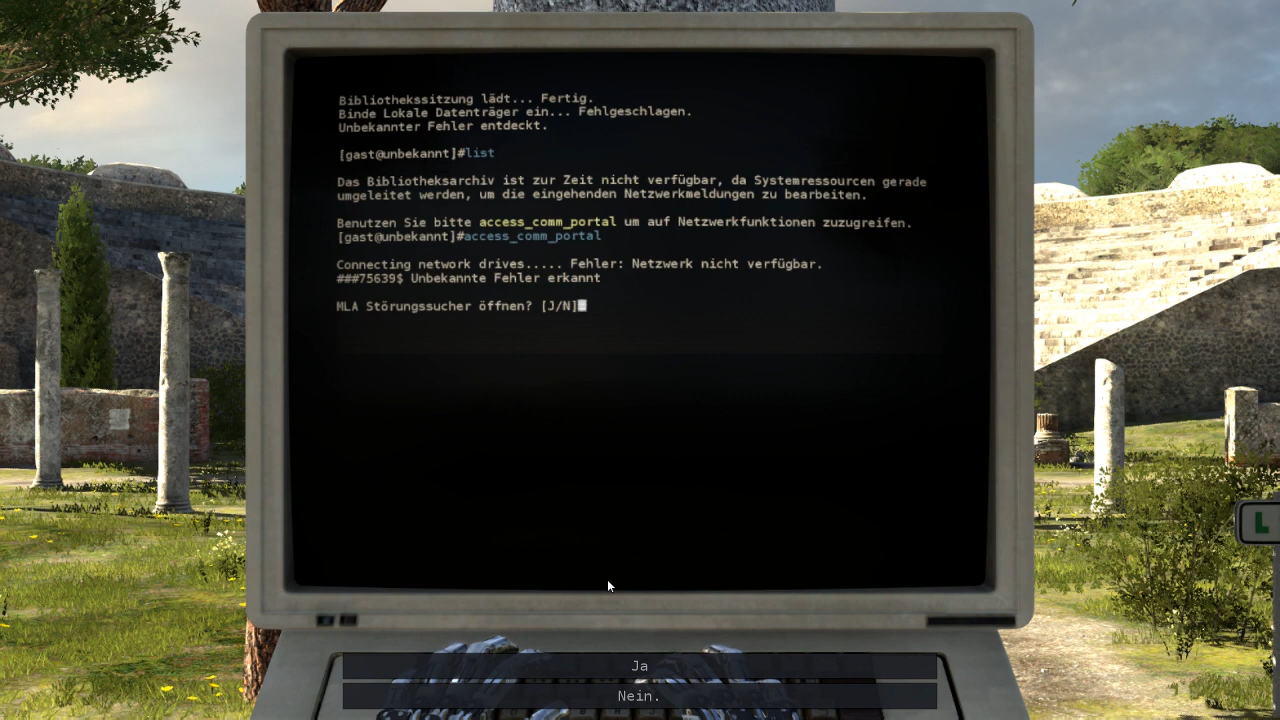 Bibliothekssitzung lädt... Fertig.
Binde Lokale Datenträger ein... Fehlgeschlagen.
Unbekannter Fehler entdeckt.
[gast@unbekannt]#list
Das Bibliotheksarchiv ist zur Zeit nicht verfügbar, da Systemressourcen gerade
umgeleitet werden, um die eingehenden Netzwerkmeldungen zu bearbeiten.
Benutzen Sie bitte access_comm_portal um auf Netzwerkfunktionen zuzugreifen.
[gast@unbekannt]#access_comm_portal
Connecting network drives..... Fehler: Netzwerk nicht verfügbar.
###75639$ Unbekannte Fehler erkannt
MLA Störungssucher öffnen? [J/N]
L
Ja
Nein.